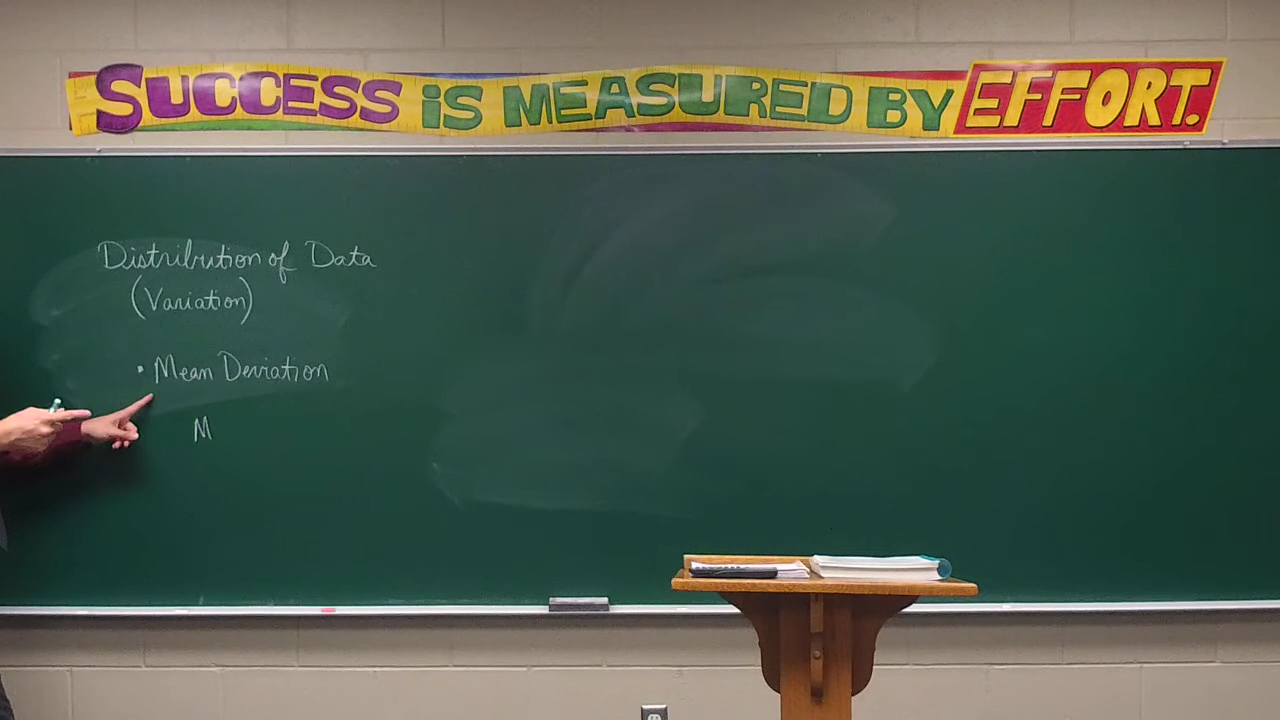 SUCCESS IS MEASURED BY EFFORT.
Distribution of Data
(Variation)
• Mean Deviation
M